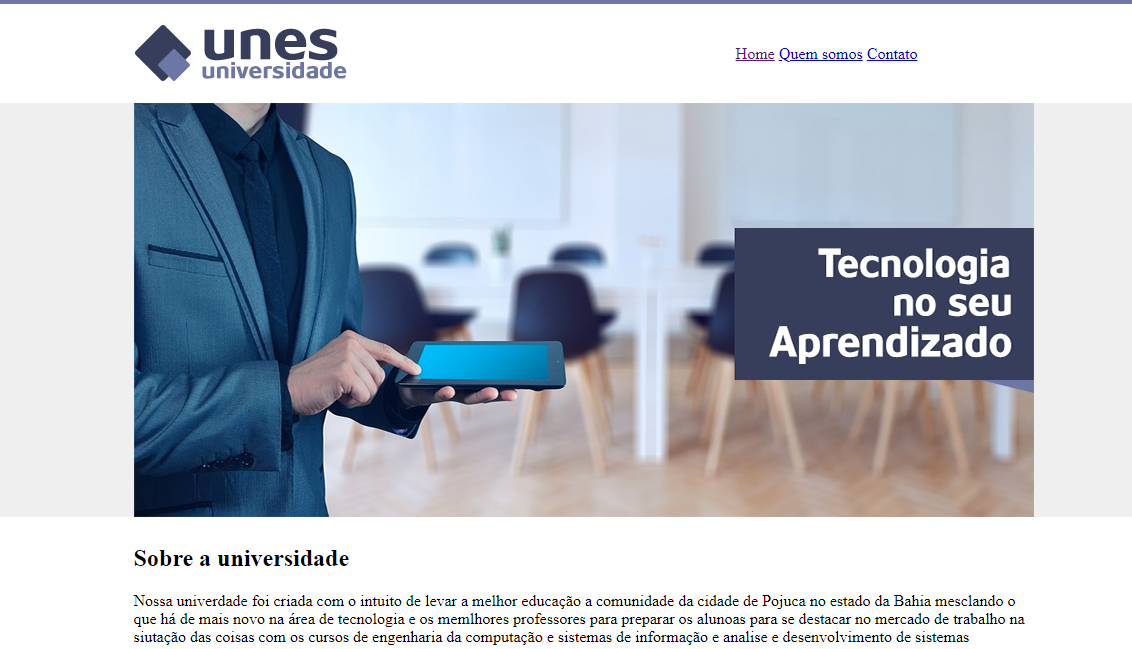 unes
universidade
Home Quem somos Contato
Tecnologia
no seu
Aprendizado
Sobre a universidade
Nossa univerdade foi criada com o intuito de levar a melhor educação a comunidade da cidade de Pojuca no estado da Bahia mesclando o
que há de mais novo na área de tecnologia e os memlhores professores para preparar os alunoas para se destacar no mercado de trabalho na
siutação das coisas com os cursos de engenharia da computação e sistemas de informação e analise e desenvolvimento de sistemas